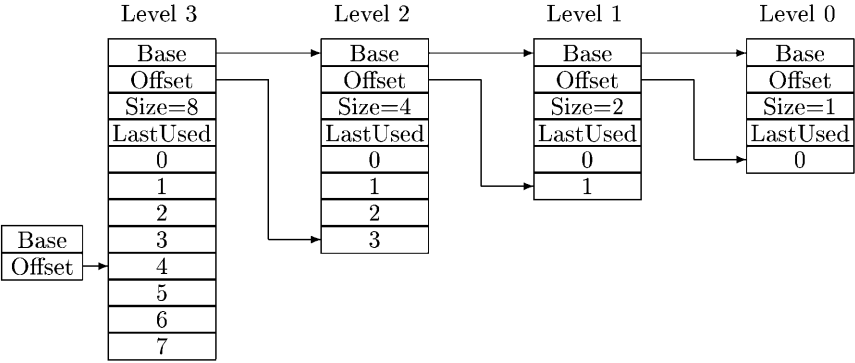 Level 3 Level 2 Level 1 Level 0
Base Base Base Base
Offset Offset Offset Offset
Size=8 Size=4 Size=2 Size=1
LastUsed LastUsed LastUsed LastUsed
0 0 0 0
1 1 1
2 2
Base 3 3
Offset 4
5
6
7